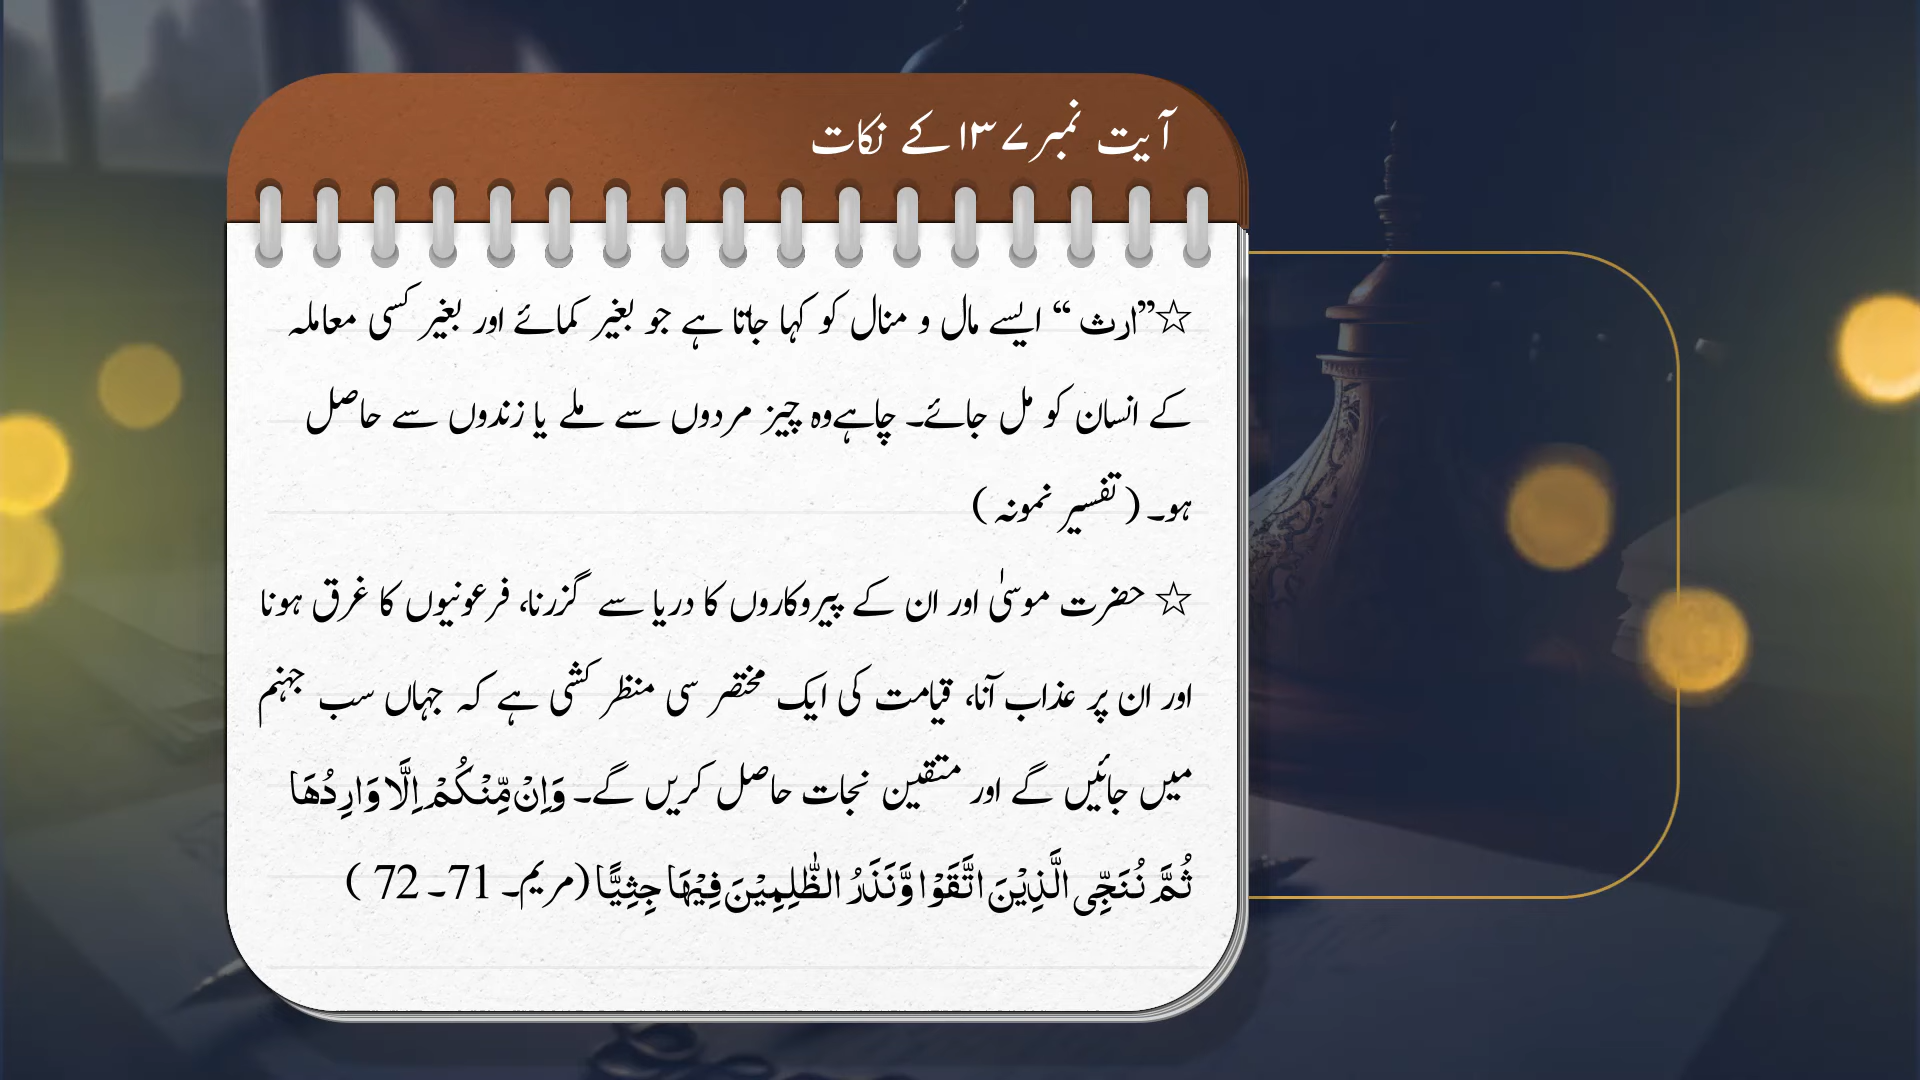 آیت نمبر ۱۳۷ کے نکات
☆”ارث “ ایسے مال و منال کو کہا جاتا ہے جو بغیر کمائے اور بغیر کسی معاملہ
کے انسان کو مل جائے۔ چاہےوہ چیز مردوں سے ملے یا زندوں سے حاصل
ہو۔ (تفسیر نمونہ )
☆ حضرت موسیٰ اور ان کے پیروکاروں کا دریا سے گزرنا، فرعونیوں کا غرق ہونا
اور ان پر عذاب آنا، قیامت کی ایک مختصر سی منظر کشی ہے کہ جہاں سب جہنم
میں جائیں گے اور متقین نجات حاصل کریں گے۔ وَاِنْ مِّنْكُمْ اِلَّا وَارِدُهَا
ثُمَّ نُنَجِّی الَّذِیْنَ اتَّقَوْا وَّنَذَرُ الظّٰلِمِیْنَ فِیْهَا جِثِیًّا (مریم۔ 71۔ 72 )